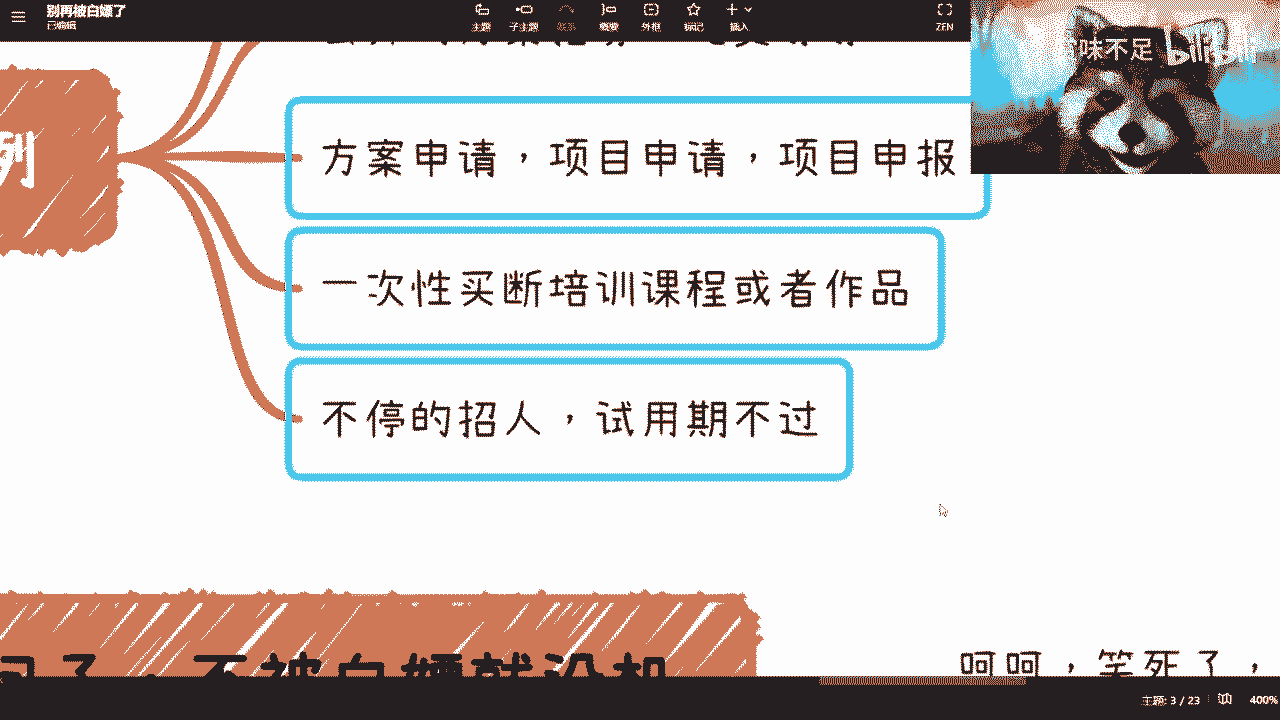 别再被白嫖了
已编辑
主题
子主题
联系
概要
外框
标记
插入
ZEN
味不足 bilibili
列
方案申请，项目申请，项目申报
一次性买断培训课程或者作品
不停的招人，试用期不过
不被白嫖就没机
呵呵，笑死了，
主题: 3 / 23
400%